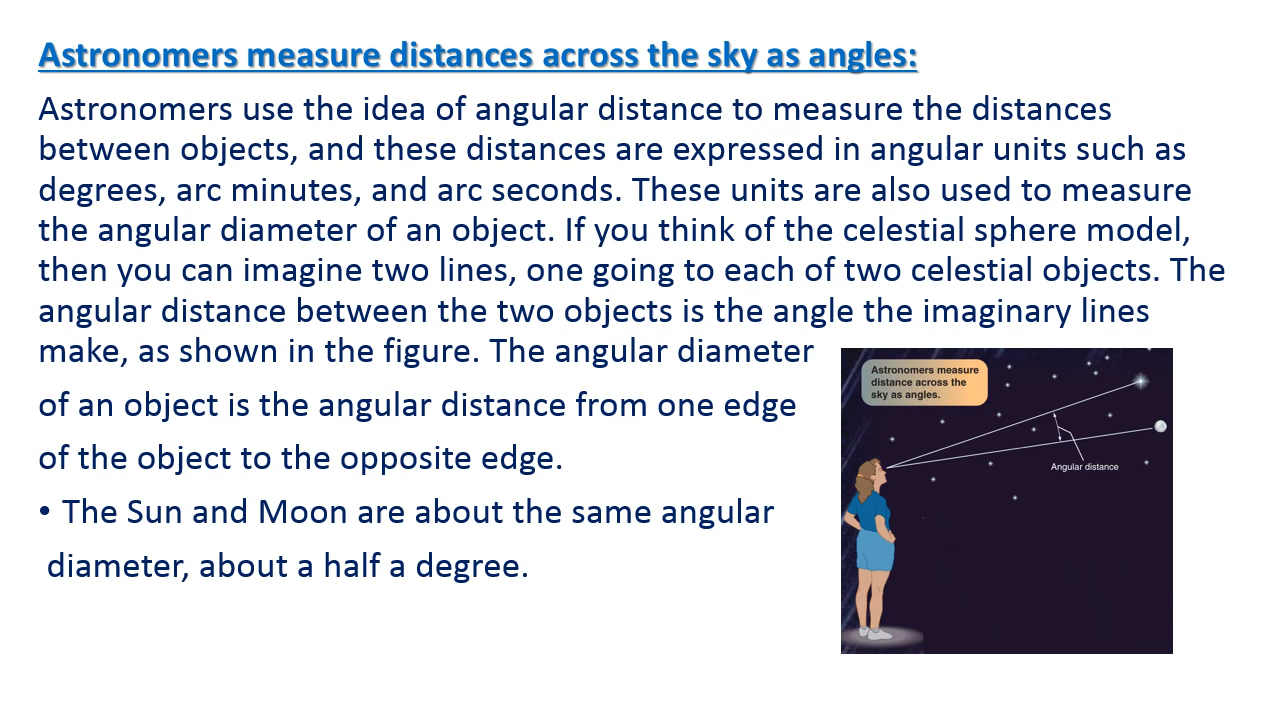 Astronomers measure distances across the sky as angles:
Astronomers use the idea of angular distance to measure the distances
between objects, and these distances are expressed in angular units such as
degrees, arc minutes, and arc seconds. These units are also used to measure
the angular diameter of an object. If you think of the celestial sphere model,
then you can imagine two lines, one going to each of two celestial objects. The
angular distance between the two objects is the angle the imaginary lines
make, as shown in the figure. The angular diameter
of an object is the angular distance from one edge
of the object to the opposite edge.
• The Sun and Moon are about the same angular
diameter, about a half a degree.
Astronomers measure
distance across the
sky as angles.
Angular distance